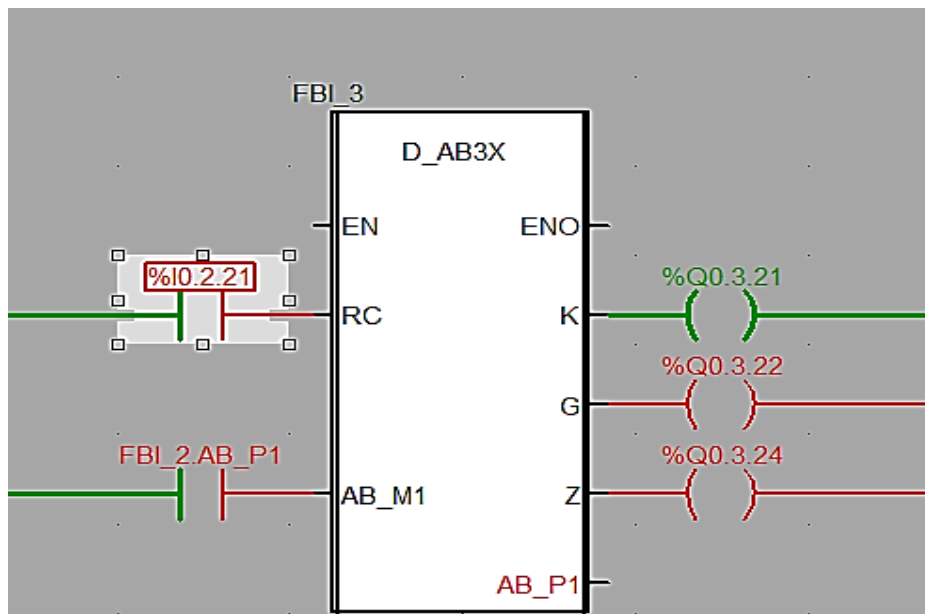 FBI_3
D_AB3X
EN
ENO
%I0.2.21
%Q0.3.21
RC
K
%Q0.3.22
G
FBI_2.AB_P1
%Q0.3.24
AB_M1
Z
AB_P1